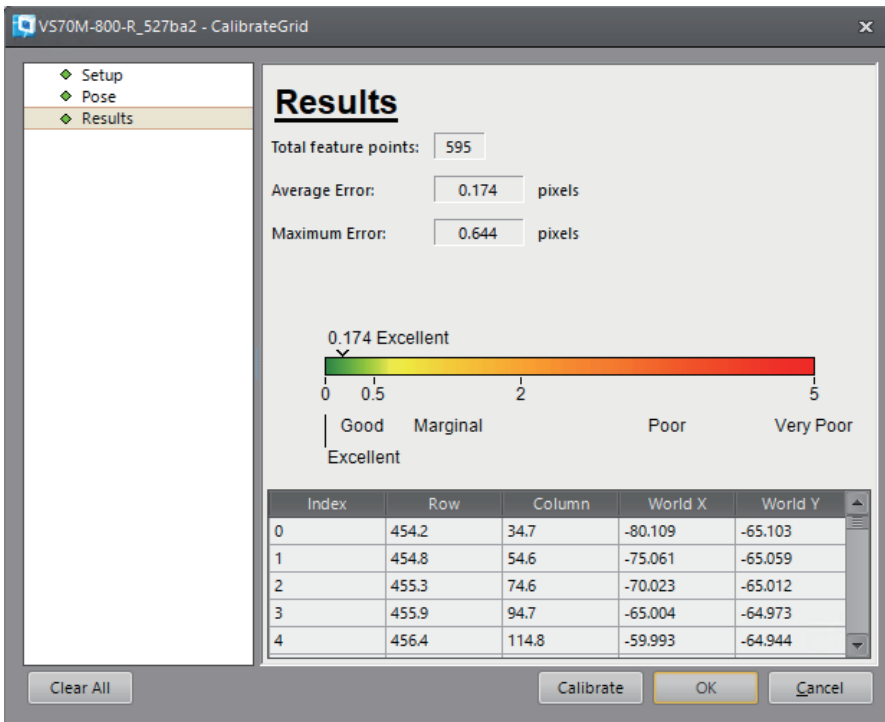 VS70M-800-R_527ba2 - CalibrateGrid
Setup
Pose
Results
Results
Total feature points: 595
Average Error: 0.174 pixels
Maximum Error: 0.644 pixels
0.174 Excellent
0 0.5 2 5
Good Marginal Poor Very Poor
Excellent
Index Row Column World X World Y
0 454.2 34.7 -80.109 -65.103
1 454.8 54.6 -75.061 -65.059
2 455.3 74.6 -70.023 -65.012
3 455.9 94.7 -65.004 -64.973
4 456.4 114.8 -59.993 -64.944
Clear All Calibrate OK Cancel